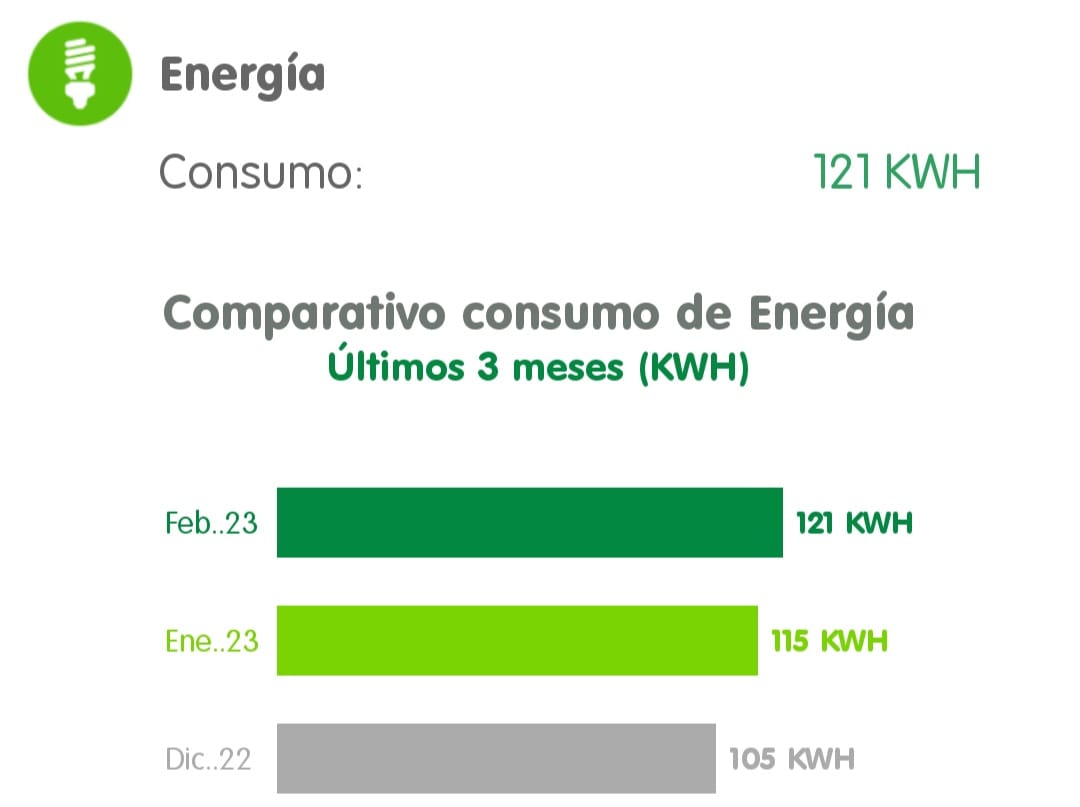 Energía
Consumo: 121 KWH
Comparativo consumo de Energía
Últimos 3 meses (KWH)
Feb..23 121 KWH
Ene..23 115 KWH
Dic..22 105 KWH